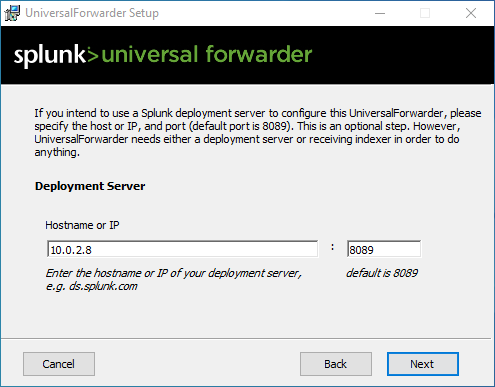 UniversalForwarder Setup
splunk> universal forwarder
If you intend to use a Splunk deployment server to configure this UniversalForwarder, please
specify the host or IP, and port (default port is 8089). This is an optional step. However,
UniversalForwarder needs either a deployment server or receiving indexer in order to do
anything.
Deployment Server
Hostname or IP
10.0.2.8 : 8089
Enter the hostname or IP of your deployment server, default is 8089
e.g. ds.splunk.com
Cancel Back Next